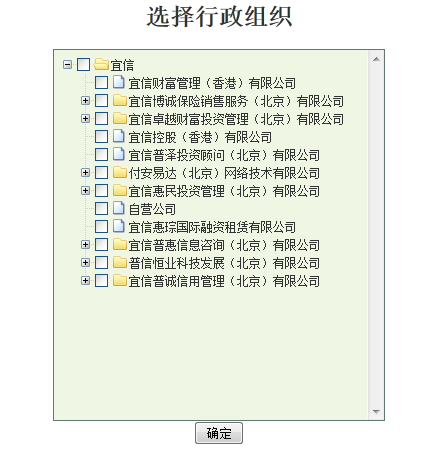 选择行政组织
宜信
宜信财富管理（香港）有限公司
宜信博诚保险销售服务（北京）有限公司
宜信卓越财富投资管理（北京）有限公司
宜信控股（香港）有限公司
宜信普泽投资顾问（北京）有限公司
付安易达（北京）网络技术有限公司
宜信惠民投资管理（北京）有限公司
自营公司
宜信惠琮国际融资租赁有限公司
宜信普惠信息咨询（北京）有限公司
普信恒业科技发展（北京）有限公司
宜信普诚信用管理（北京）有限公司
确定